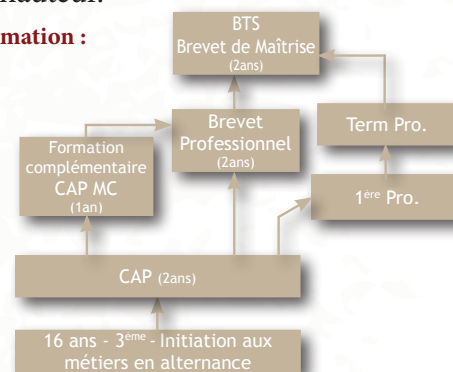 hauteur.
mation :
BTS
Brevet de Maîtrise
(2ans)
Brevet
Professionnel
(2ans)
Term Pro.
Formation
complémentaire
CAP MC
(1an)
1ère Pro.
CAP (2ans)
16 ans - 3ème - Initiation aux
métiers en alternance